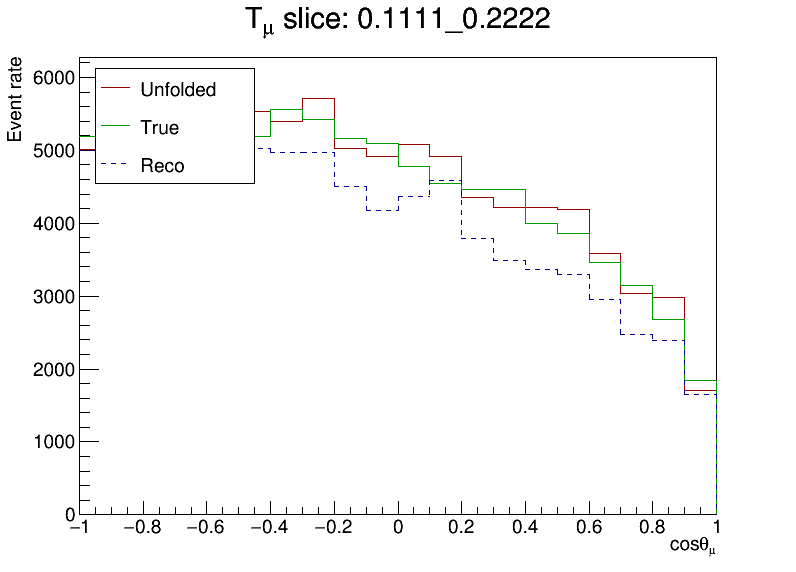 Tμ slice: 0.1111_0.2222
Event rate
6000
5000
4000
3000
2000
1000
0
Unfolded
True
Reco
−1 −0.8 −0.6 −0.4 −0.2 0 0.2 0.4 0.6 0.8 1
cosθμ